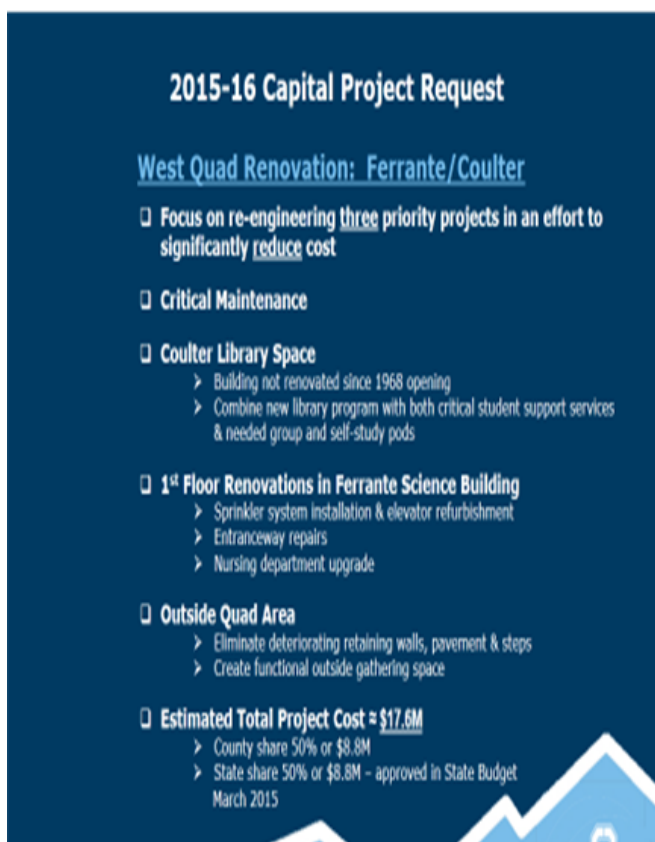 2015-16 Capital Project Request
West Quad Renovation: Ferrante/Coulter
❑ Focus on re-engineering three priority projects in an effort to
significantly reduce cost
❑ Critical Maintenance
❑ Coulter Library Space
➢ Building not renovated since 1968 opening
➢ Combine new library program with both critical student support services
& needed group and self-study pods
❑ 1st Floor Renovations in Ferrante Science Building
➢ Sprinkler system installation & elevator refurbishment
➢ Entranceway repairs
➢ Nursing department upgrade
❑ Outside Quad Area
➢ Eliminate deteriorating retaining walls, pavement & steps
➢ Create functional outside gathering space
❑ Estimated Total Project Cost ≈ $17.6M
➢ County share 50% or $8.8M
➢ State share 50% or $8.8M – approved in State Budget
March 2015